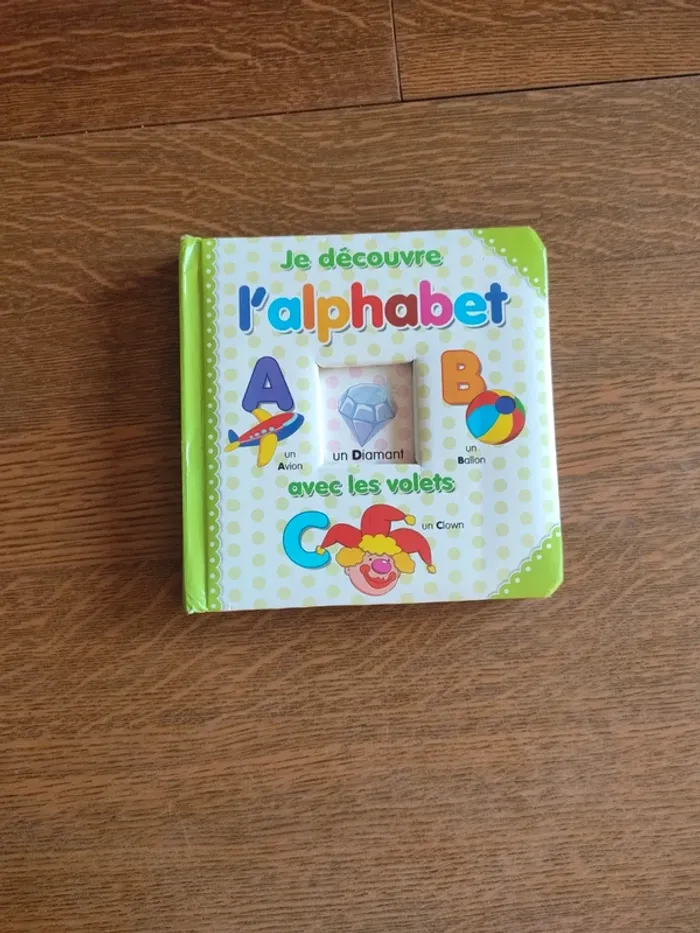 Je découvre
l'alphabet
A
un
Avion
un Diamant
B
un
Ballon
avec les volets
C
un Clown